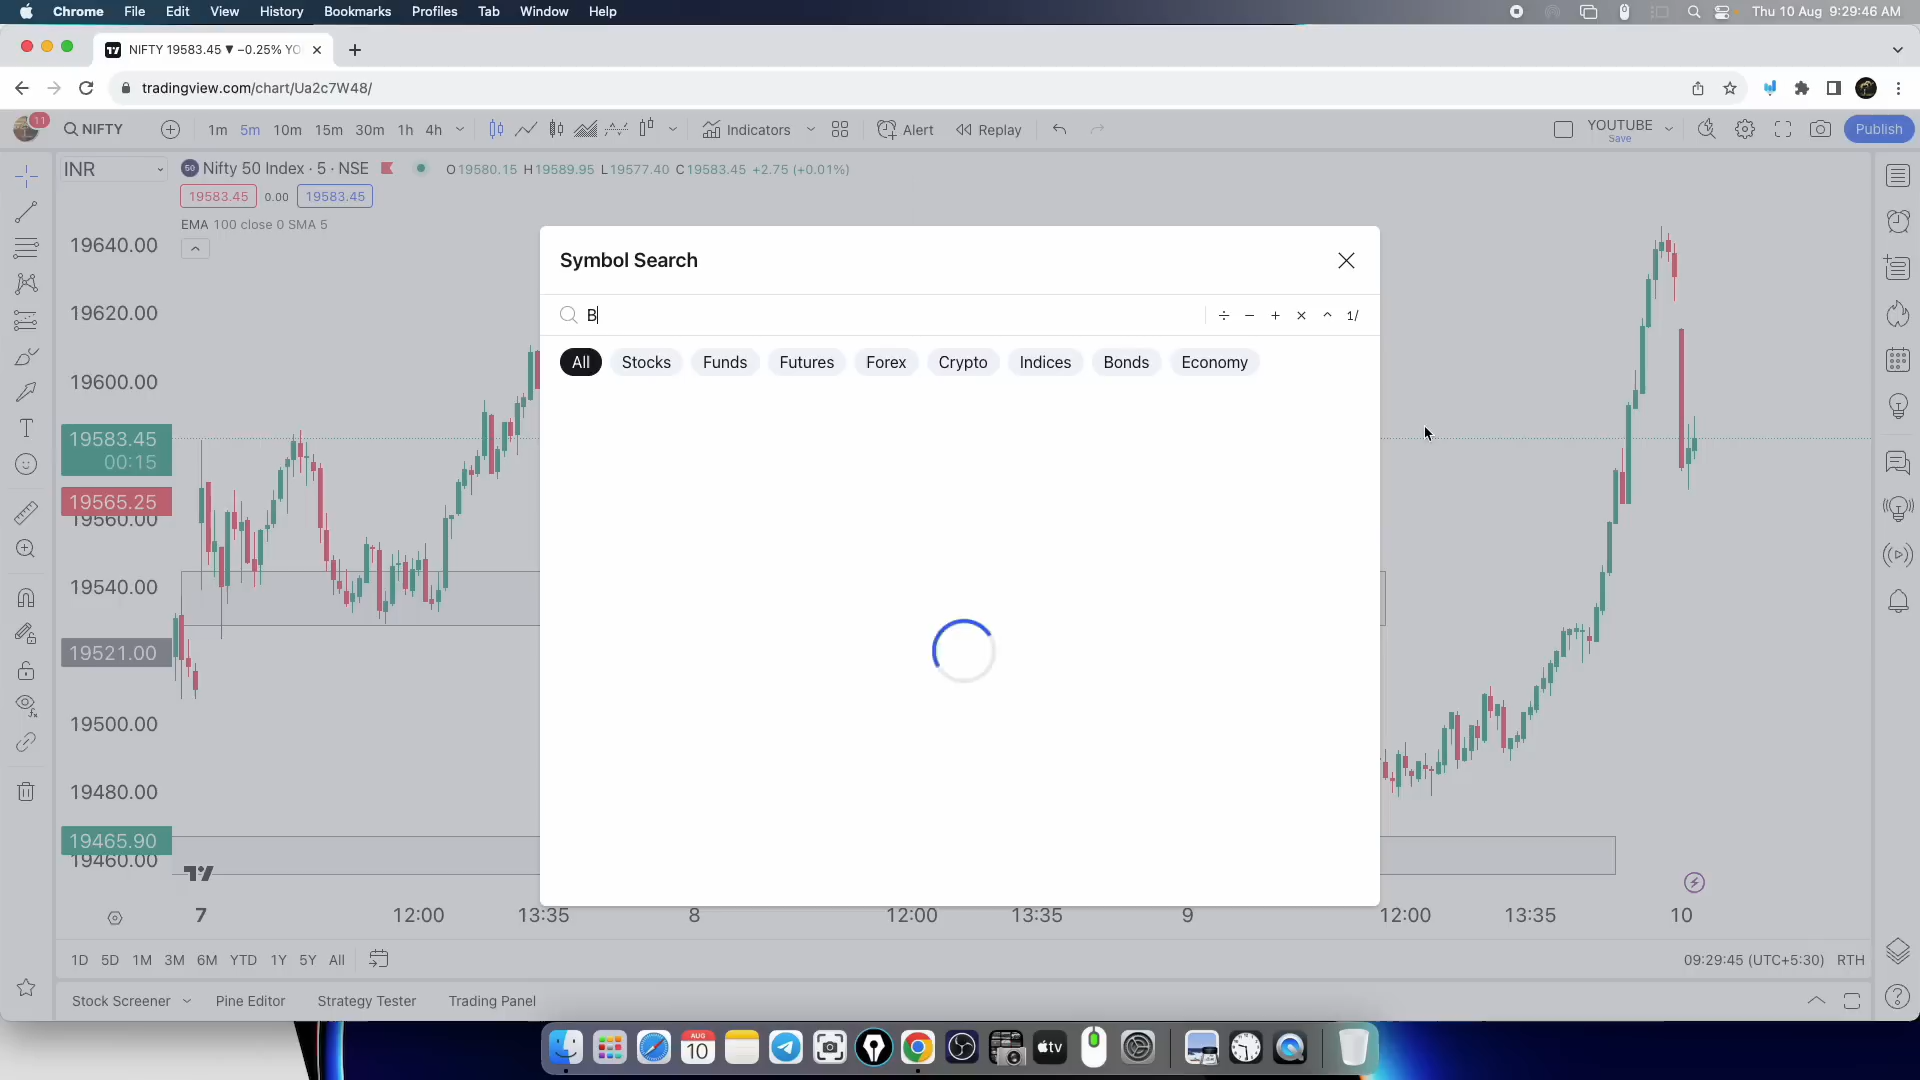 Chrome File Edit View History Bookmarks Profiles Tab Window Help Thu 10 Aug 9:29:46 AM
NIFTY 19583.45 ▼ −0.25% YO
tradingview.com/chart/Ua2c7W48/
11 NIFTY 1m 5m 10m 15m 30m 1h 4h Indicators Alert Replay YOUTUBE Save Publish
INR 50 Nifty 50 Index · 5 · NSE O19580.15 H19589.95 L19577.40 C19583.45 +2.75 (+0.01%)
19583.45 0.00 19583.45
EMA 100 close 0 SMA 5
Symbol Search
B ÷ − + × ^ 1/
All Stocks Funds Futures Forex Crypto Indices Bonds Economy
19640.00
19620.00
19600.00
19583.45
00:15
19565.25
19560.00
19540.00
19521.00
19500.00
19480.00
19465.90
19460.00
7 12:00 13:35 8 12:00 13:35 9 12:00 13:35 10
1D 5D 1M 3M 6M YTD 1Y 5Y All 09:29:45 (UTC+5:30) RTH
Stock Screener Pine Editor Strategy Tester Trading Panel
AUG
10
tv